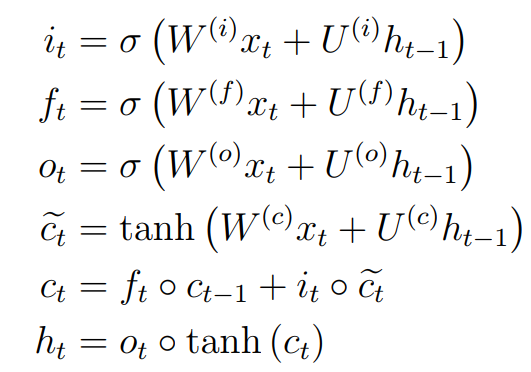 i_t = σ (W^{(i)} x_t + U^{(i)} h_{t−1})
f_t = σ (W^{(f)} x_t + U^{(f)} h_{t−1})
o_t = σ (W^{(o)} x_t + U^{(o)} h_{t−1})
c̃_t = tanh (W^{(c)} x_t + U^{(c)} h_{t−1})
c_t = f_t ∘ c_{t−1} + i_t ∘ c̃_t
h_t = o_t ∘ tanh (c_t)